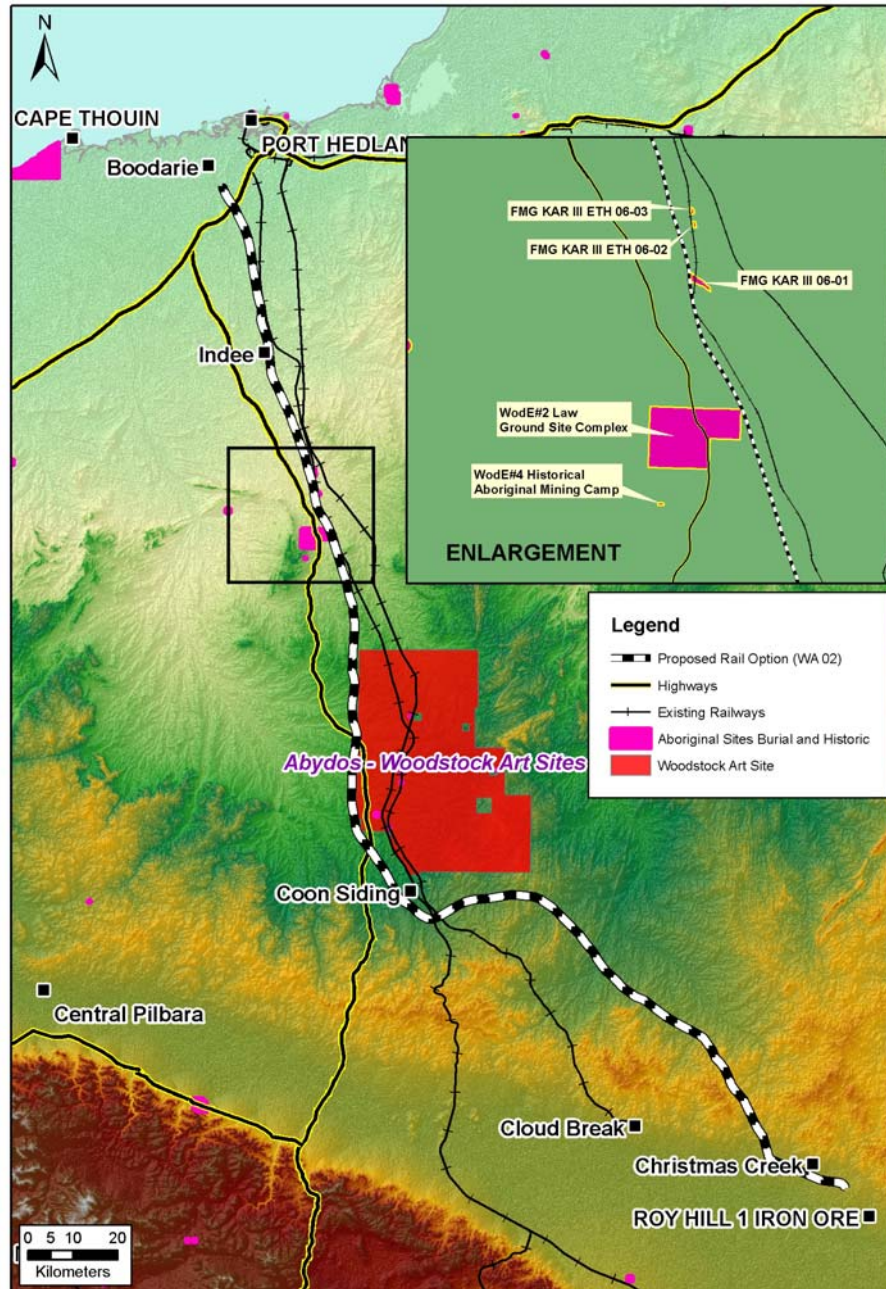 N
CAPE THOUIN
PORT HEDLAN
Boodarie
FMG KAR III ETH 06-03
FMG KAR III ETH 06-02
FMG KAR III 06-01
Indee
WodE#2 Law
Ground Site Complex
WodE#4 Historical
Aboriginal Mining Camp
ENLARGEMENT
Legend
Proposed Rail Option (WA 02)
Highways
Existing Railways
Aboriginal Sites Burial and Historic
Woodstock Art Site
Abydos - Woodstock Art Sites
Coon Siding
Central Pilbara
Cloud Break
Christmas Creek
ROY HILL 1 IRON ORE
0 5 10 20
Kilometers